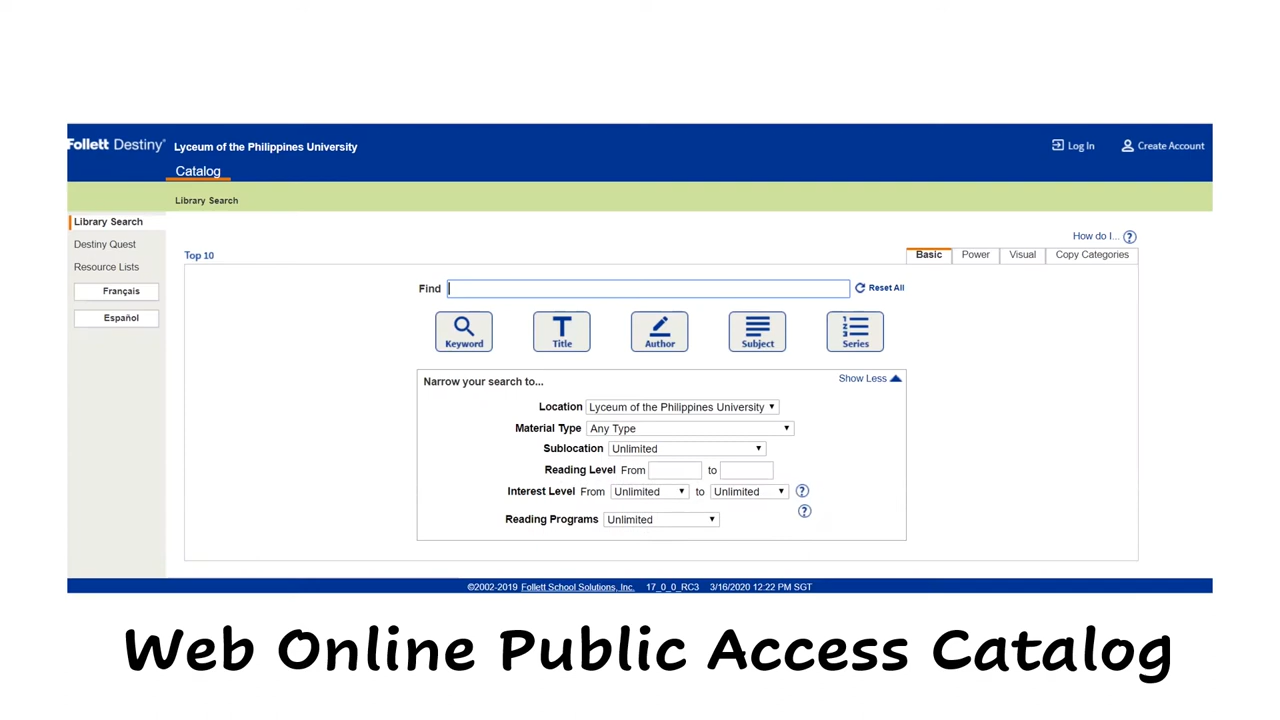 Follett Destiny® Lyceum of the Philippines University Log In Create Account
Catalog
Library Search
Library Search
Destiny Quest
Resource Lists
Français
Español
How do I... ?
Top 10 Basic Power Visual Copy Categories
Find Reset All
Keyword Title Author Subject Series
Narrow your search to... Show Less
Location Lyceum of the Philippines University
Material Type Any Type
Sublocation Unlimited
Reading Level From to
Interest Level From Unlimited to Unlimited ?
?
Reading Programs Unlimited
©2002-2019 Follett School Solutions, Inc. 17_0_0_RC3 3/16/2020 12:22 PM SGT
Web Online Public Access Catalog